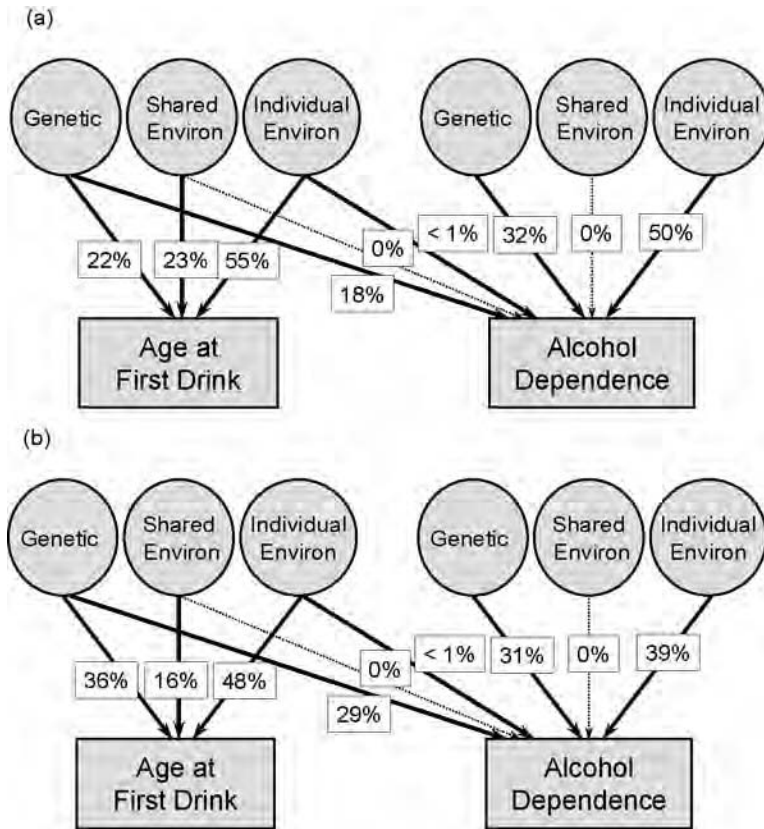 (a)
Genetic
Shared
Environ
Individual
Environ
Genetic
Shared
Environ
Individual
Environ
22%
23%
55%
0%
18%
< 1%
32%
0%
50%
Age at
First Drink
Alcohol
Dependence
(b)
Genetic
Shared
Environ
Individual
Environ
Genetic
Shared
Environ
Individual
Environ
36%
16%
48%
0%
29%
< 1%
31%
0%
39%
Age at
First Drink
Alcohol
Dependence